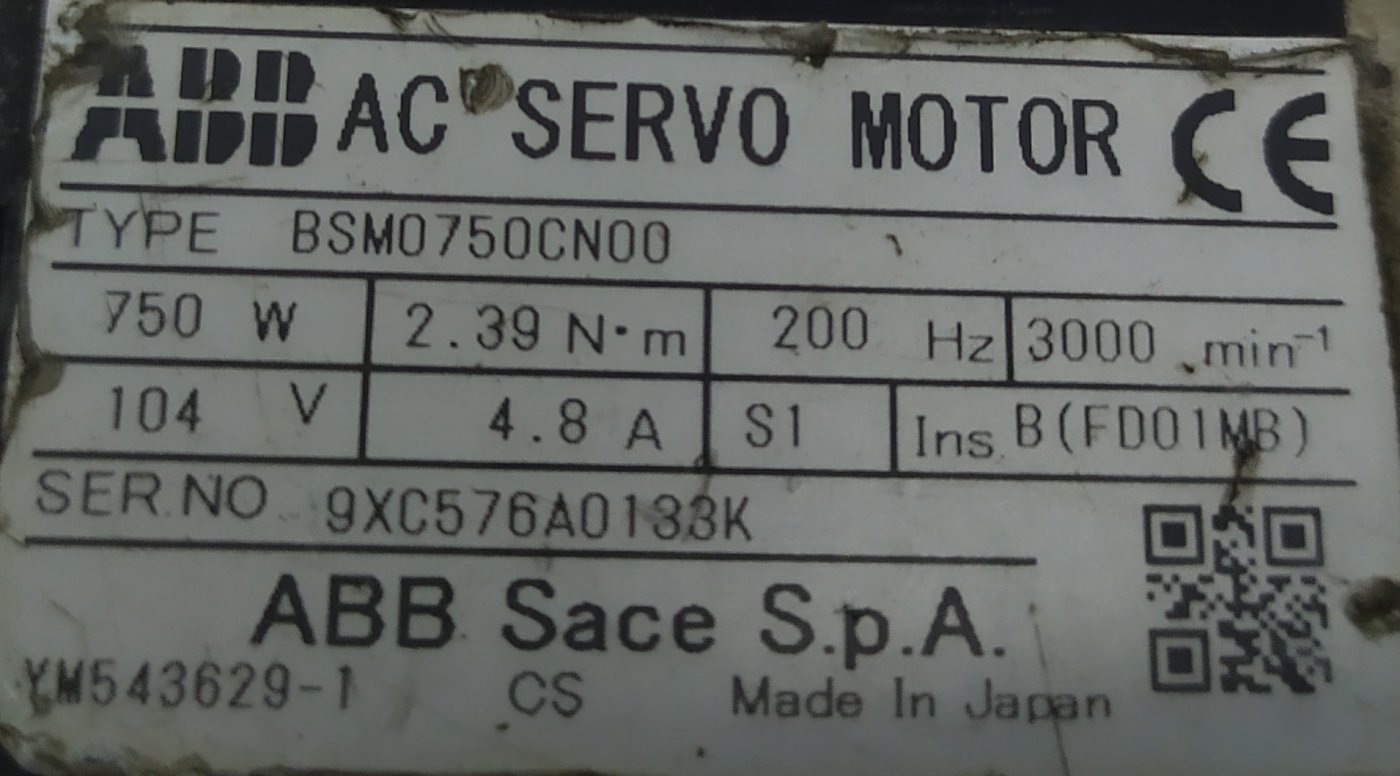 ABB AC SERVO MOTOR CE
TYPE BSM0750CN00
750 W 2.39 N·m 200 Hz 3000 min⁻¹
104 V 4.8 A S1 Ins. B(FD01MB)
SER.NO 9XC576A0133K
ABB Sace S.p.A.
YM543629-1 CS Made In Japan